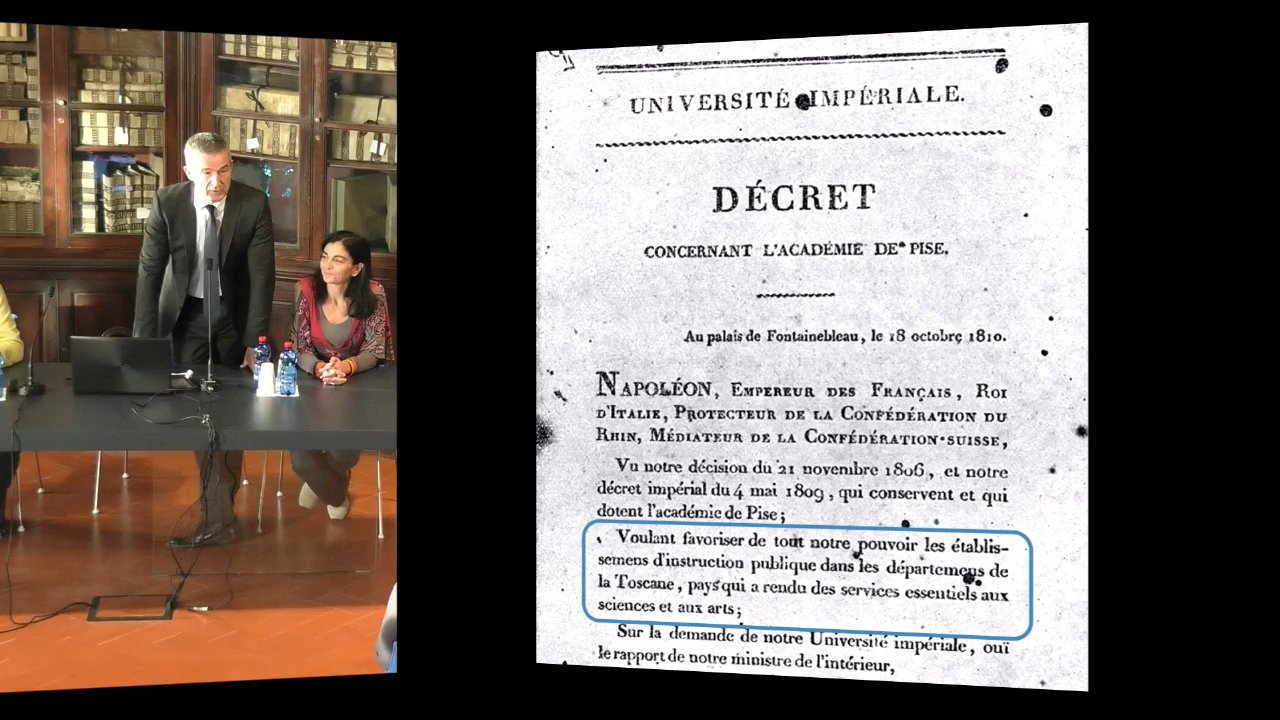 UNIVERSITÉ IMPÉRIALE.
DÉCRET
CONCERNANT L'ACADÉMIE DE PISE.
Au palais de Fontainebleau, le 18 octobre 1810.
NAPOLÉON, EMPEREUR DES FRANÇAIS, ROI
D'ITALIE, PROTECTEUR DE LA CONFÉDÉRATION DU
RHIN, MÉDIATEUR DE LA CONFÉDÉRATION-SUISSE,
Vu notre décision du 21 novembre 1806, et notre
décret impérial du 4 mai 1809, qui conservent et qui
dotent l'académie de Pise;
Voulant favoriser de tout notre pouvoir les établis-
semens d'instruction publique dans les départemens de
la Toscane, pays qui a rendu des services essentiels aux
sciences et aux arts;
Sur la demande de notre Université impériale, ouï
le rapport de notre ministre de l'intérieur,